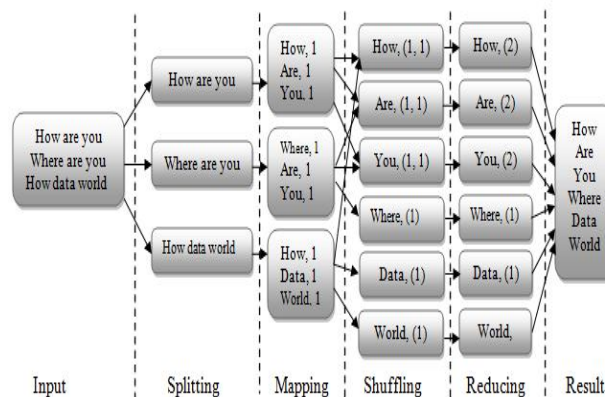 How are you
Where are you
How data world
How are you
Where are you
How data world
How, 1
Are, 1
You, 1
Where, 1
Are, 1
You, 1
How, 1
Data, 1
World, 1
How, (1, 1)
Are, (1, 1)
You, (1, 1)
Where, (1)
Data, (1)
World, (1)
How, (2)
Are, (2)
You, (2)
Where, (1)
Data, (1)
World,
How
Are
You
Where
Data
World
Input
Splitting
Mapping
Shuffling
Reducing
Result